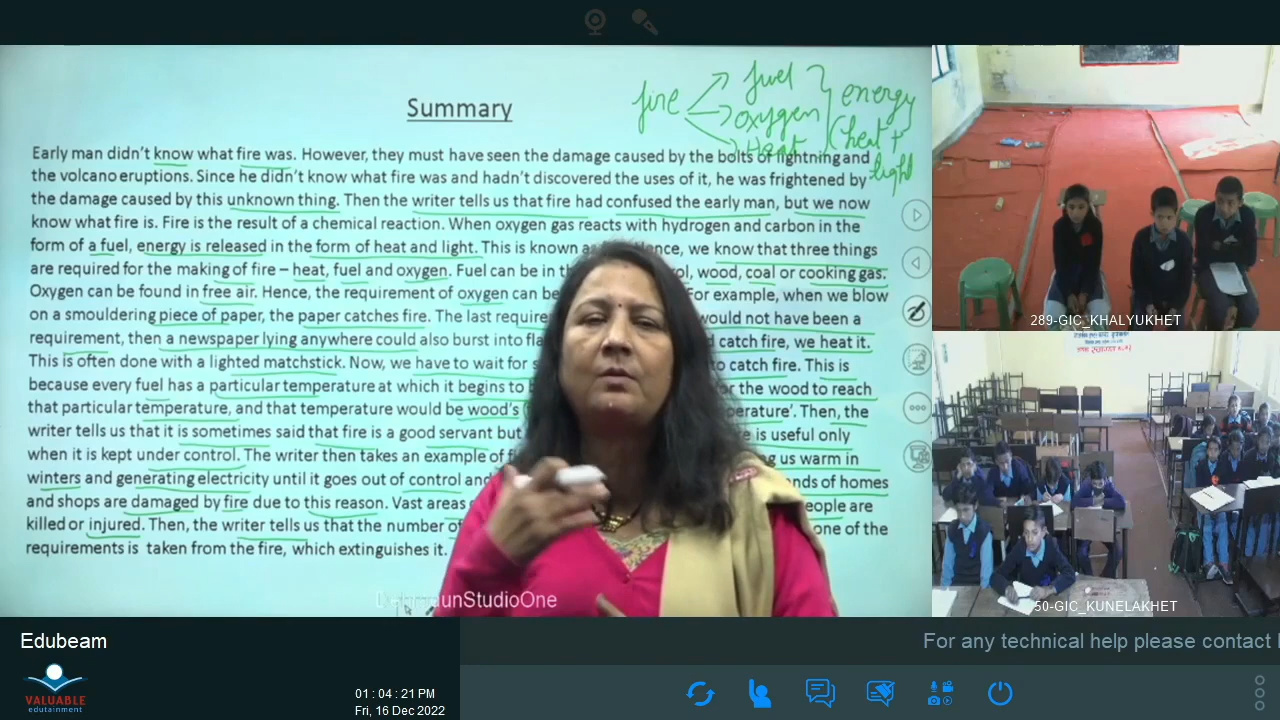 Summary
fire
fuel
oxygen
Heat
energy
(heat +
light
Early man didn't know what fire was. However, they must have seen the damage caused by the bolts of lightning and
the volcano eruptions. Since he didn't know what fire was and hadn't discovered the uses of it, he was frightened by
the damage caused by this unknown thing. Then the writer tells us that fire had confused the early man, but we now
know what fire is. Fire is the result of a chemical reaction. When oxygen gas reacts with hydrogen and carbon in the
form of a fuel, energy is released in the form of heat and light. This is known a ence, we know that three things
are required for the making of fire – heat, fuel and oxygen. Fuel can be in th wood, coal or cooking gas.
Oxygen can be found in free air. Hence, the requirement of oxygen can be For example, when we blow
on a smouldering piece of paper, the paper catches fire. The last require would not have been a
requirement, then a newspaper lying anywhere could also burst into fla catch fire, we heat it.
This is often done with a lighted matchstick. Now, we have to wait for s to catch fire. This is
because every fuel has a particular temperature at which it begins to for the wood to reach
that particular temperature, and that temperature would be wood's perature'. Then, the
writer tells us that it is sometimes said that fire is a good servant but is useful only
when it is kept under control. The writer then takes an example of f ng us warm in
winters and generating electricity until it goes out of control and nds of homes
and shops are damaged by fire due to this reason. Vast areas eople are
killed or injured. Then, the writer tells us that the number of one of the
requirements is taken from the fire, which extinguishes it.
DehradunStudioOne
289-GIC_KHALYUKHET
50-GIC_KUNELAKHET
Edubeam
For any technical help please contact
VALUABLE
edutainment
01 : 04 : 21 PM
Fri, 16 Dec 2022